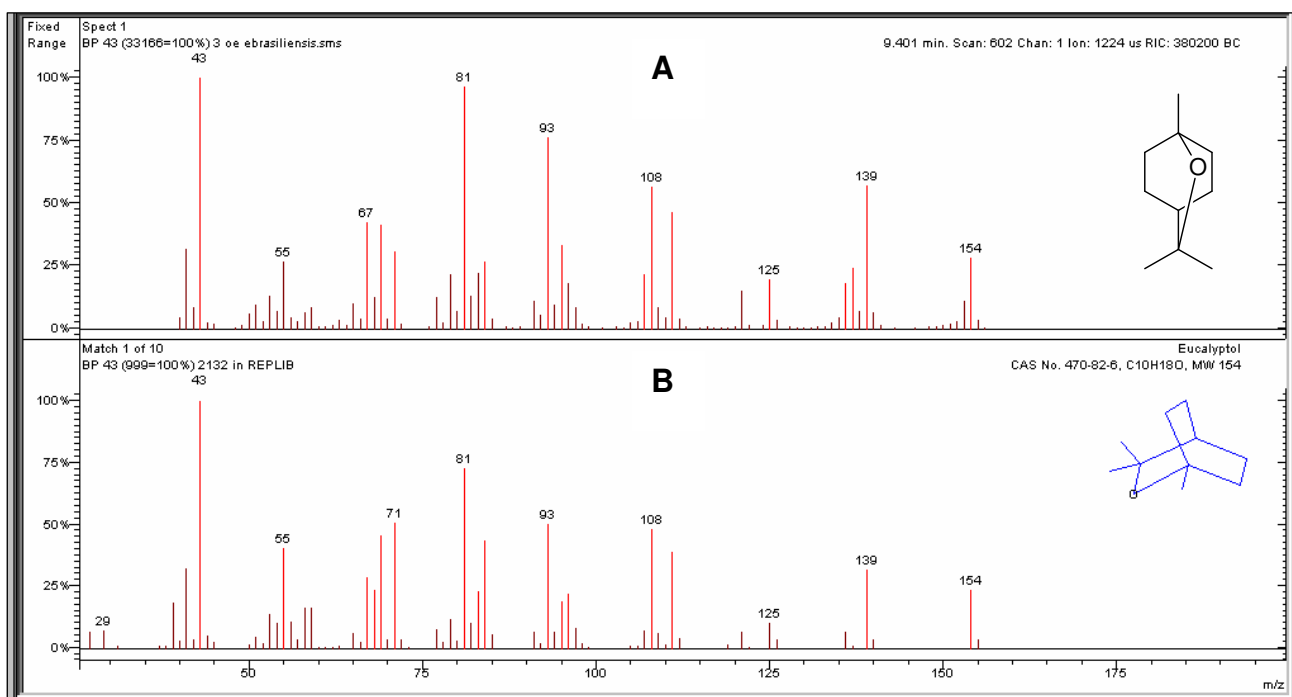 Fixed
Range
Spect 1
BP 43 (33166=100%) 3 oe ebrasiliensis.sms
9.401 min. Scan: 602 Chan: 1 Ion: 1224 us RIC: 380200 BC
A
100%
75%
50%
25%
0%
43
55
67
81
93
108
125
139
154
O
Match 1 of 10
BP 43 (999=100%) 2132 in REPLIB
Eucalyptol
CAS No. 470-82-6, C10H18O, MW 154
B
100%
75%
50%
25%
0%
29
43
55
71
81
93
108
125
139
154
O
50
75
100
125
150
175
m/z